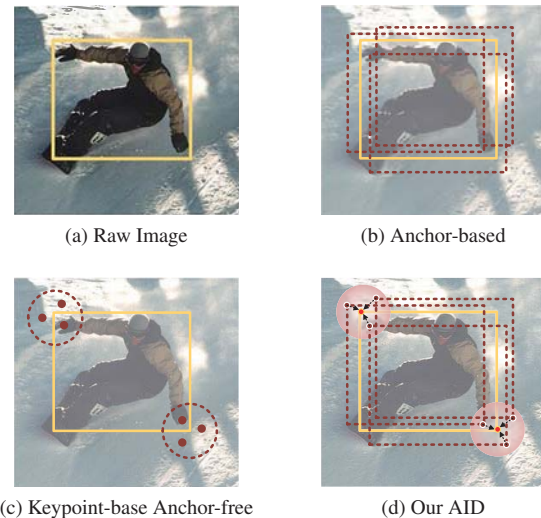 (a) Raw Image
(b) Anchor-based
(c) Keypoint-base Anchor-free
(d) Our AID